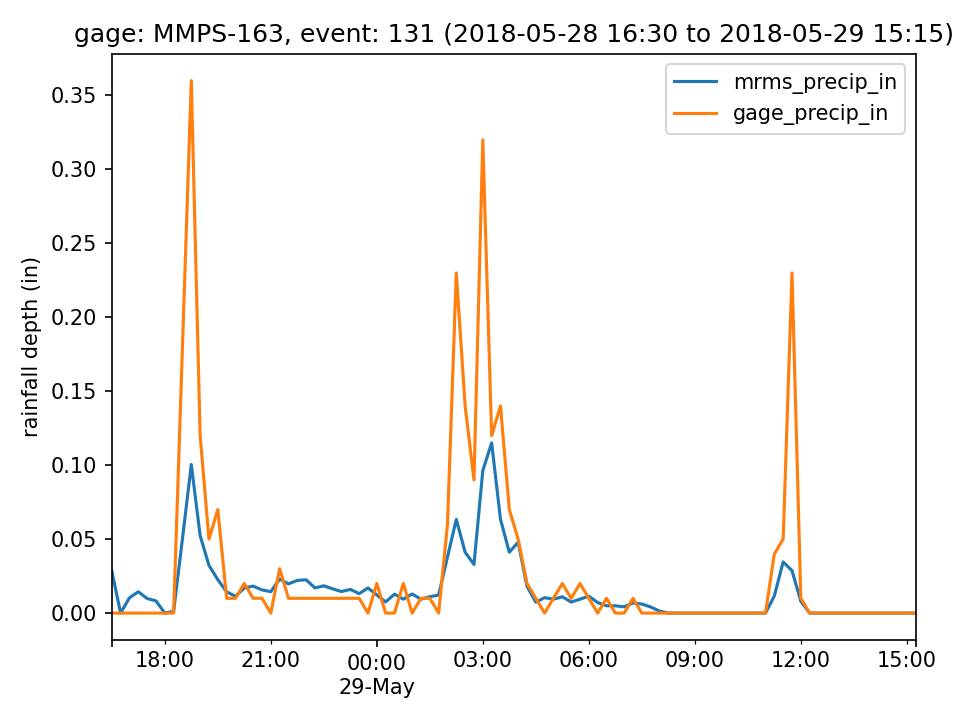 gage: MMPS-163, event: 131 (2018-05-28 16:30 to 2018-05-29 15:15)
mrms_precip_in
gage_precip_in
rainfall depth (in)
0.35
0.30
0.25
0.20
0.15
0.10
0.05
0.00
18:00 21:00 00:00 03:00 06:00 09:00 12:00 15:00
29-May